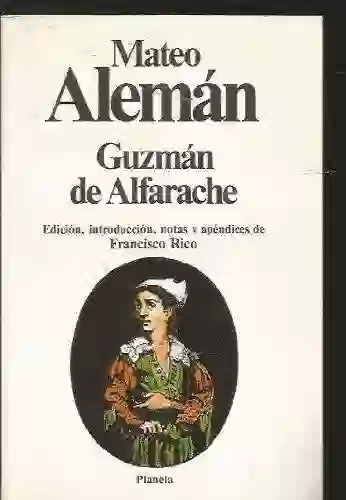 Mateo
Alemán
Guzmán
de Alfarache
Edición, introducción, notas y apéndices de
Francisco Rico
Planeta